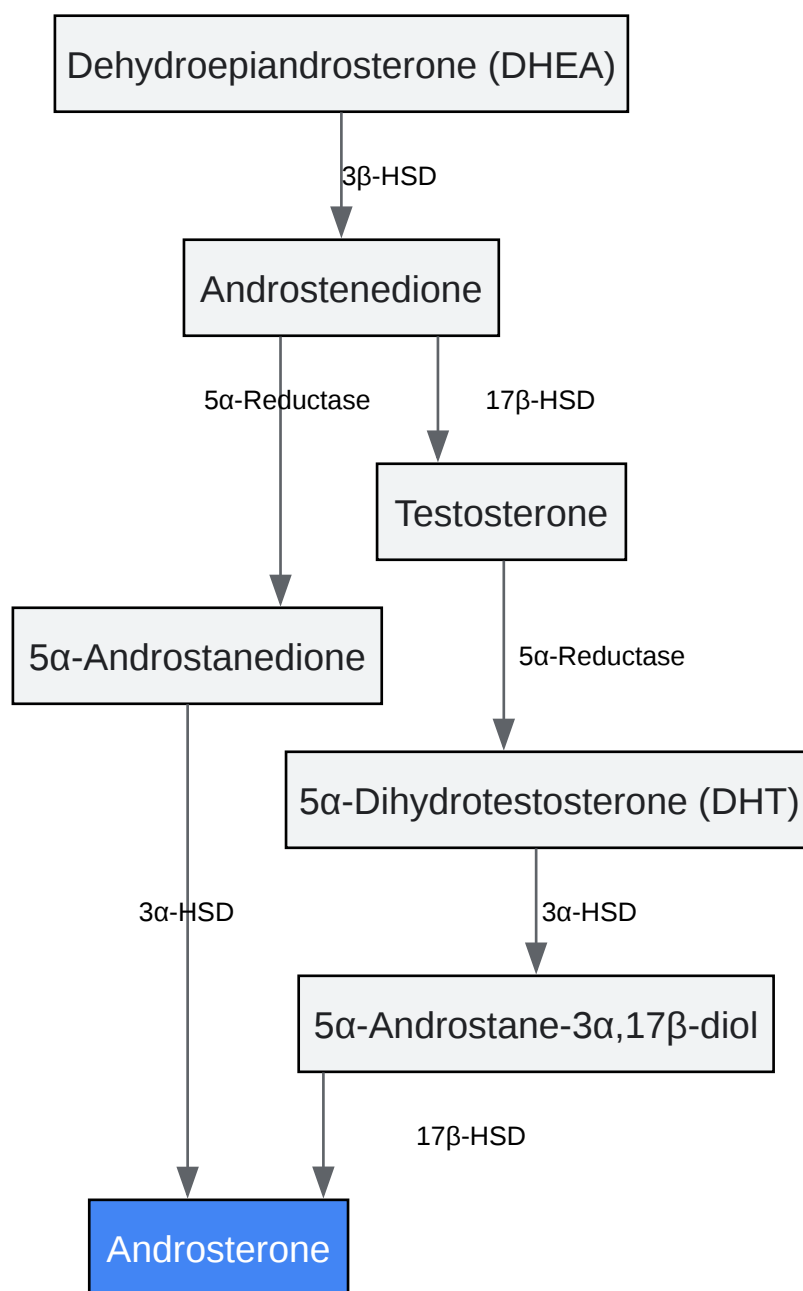 Dehydroepiandrosterone (DHEA)
3β-HSD
Androstenedione
5α-Reductase
17β-HSD
Testosterone
5α-Androstanedione
5α-Reductase
5α-Dihydrotestosterone (DHT)
3α-HSD
3α-HSD
5α-Androstane-3α,17β-diol
17β-HSD
Androsterone